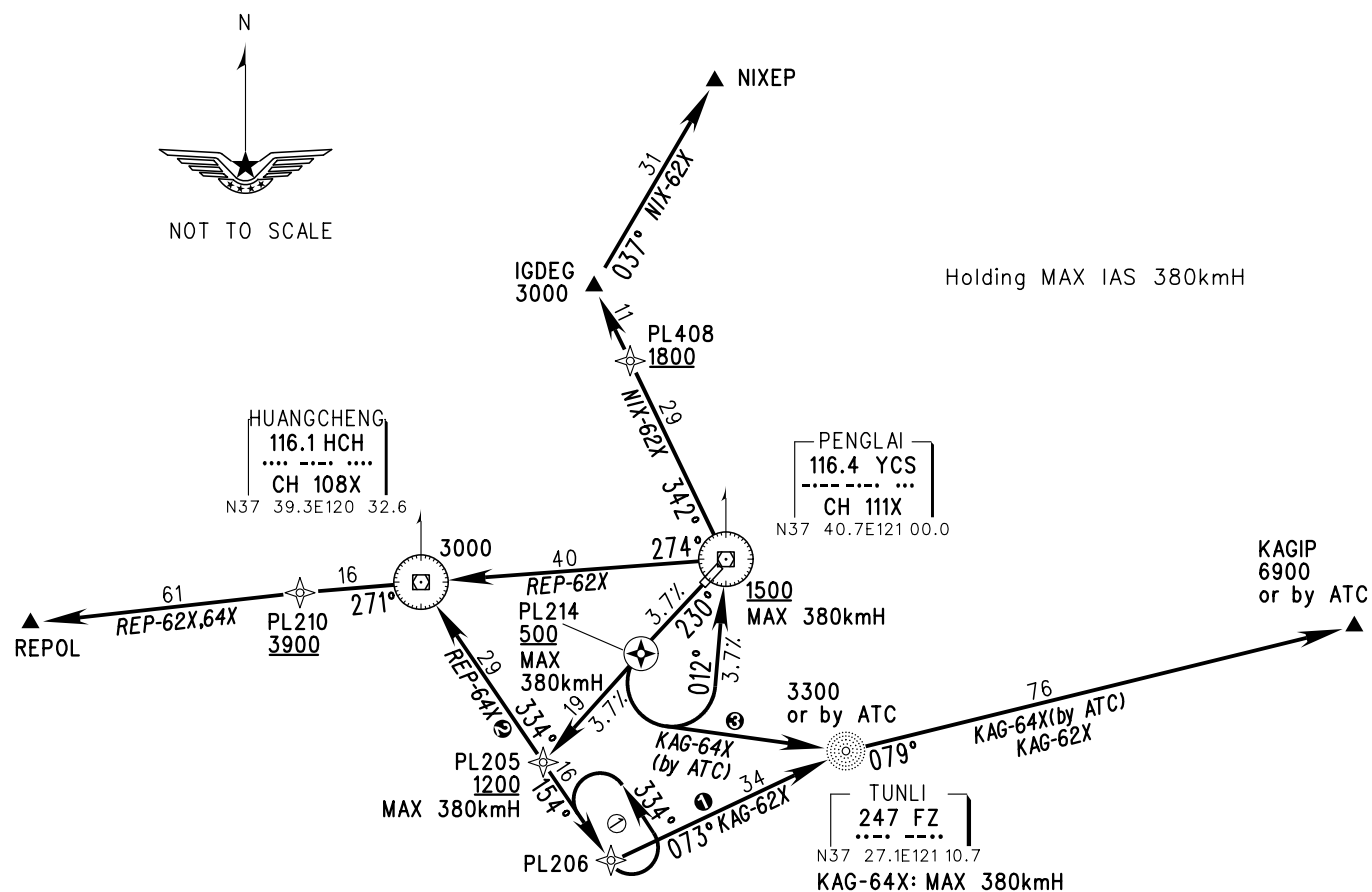 N
NOT TO SCALE
NIXEP
31
NIX-62X
037°
IGDEG
3000
Holding MAX IAS 380kmH
11
PL408
1800
29
NIX-62X
342°
HUANGCHENG
116.1 HCH
•••• —•—• ••••
CH 108X
N37 39.3E120 32.6
PENGLAI
116.4 YCS
—•—— —•—• •••
CH 111X
N37 40.7E121 00.0
3000
40
REP-62X
274°
1500
MAX 380kmH
KAGIP
6900
or by ATC
61
REP-62X,64X
REPOL
16
271°
PL210
3900
PL214
500
MAX
380kmH
3.7%
230°
012°
3.7%
29
REP-64X ❷
334°
19
3.7%
❸
KAG-64X
(by ATC)
3300
or by ATC
76
KAG-64X(by ATC)
KAG-62X
079°
PL205
1200
MAX 380kmH
16
154°
①
334°
PL206
34
❶
073° KAG-62X
TUNLI
247 FZ
••—• ——••
N37 27.1E121 10.7
KAG-64X: MAX 380kmH